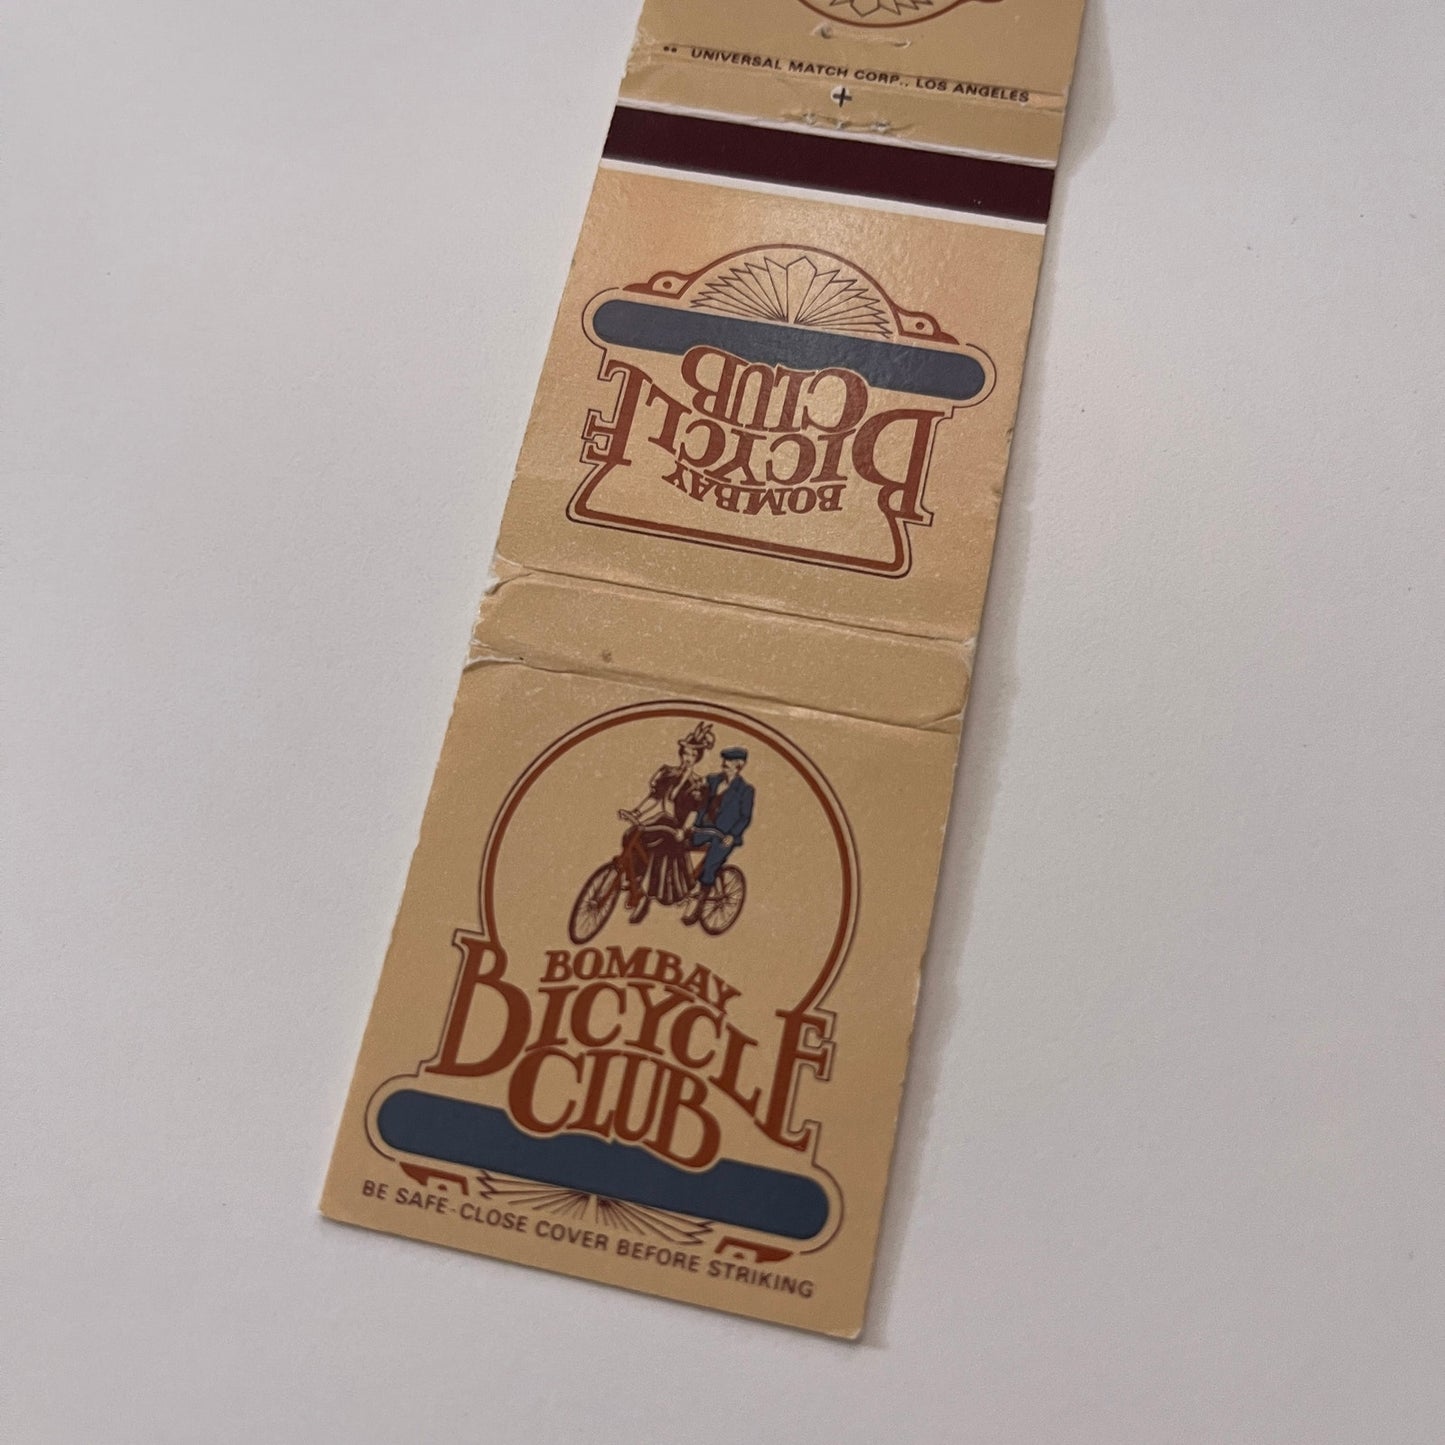 ** UNIVERSAL MATCH CORP., LOS ANGELES
BOMBAY
BICYCLE
CLUB
BOMBAY
BICYCLE
CLUB
BE SAFE-CLOSE COVER BEFORE STRIKING